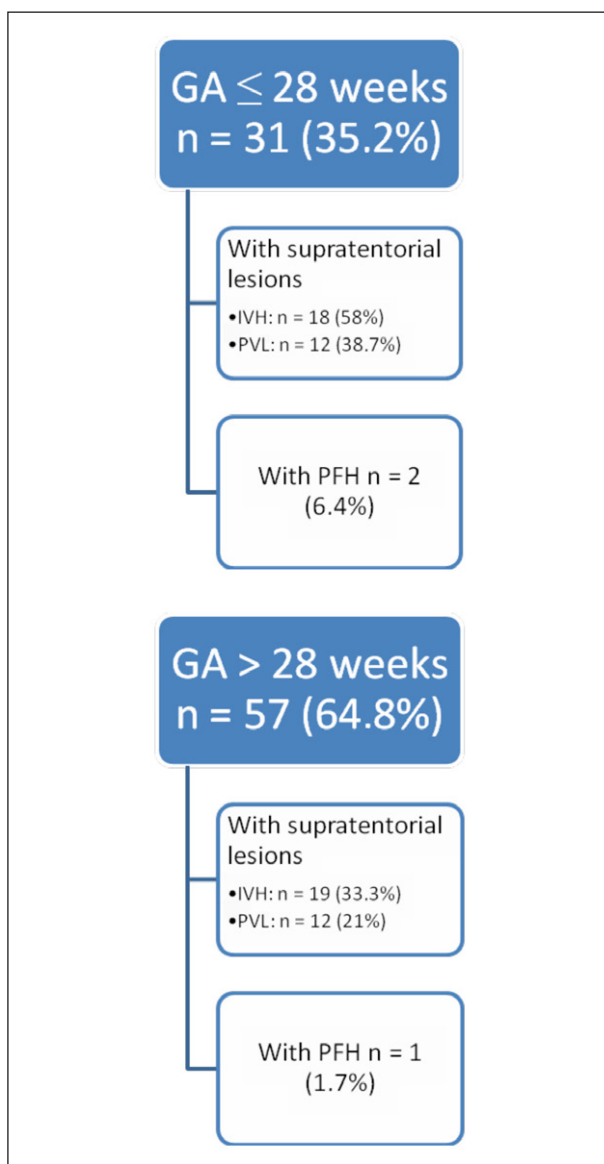 GA ≤ 28 weeks
n = 31 (35.2%)
With supratentorial
lesions
•IVH: n = 18 (58%)
•PVL: n = 12 (38.7%)
With PFH n = 2
(6.4%)
GA > 28 weeks
n = 57 (64.8%)
With supratentorial
lesions
•IVH: n = 19 (33.3%)
•PVL: n = 12 (21%)
With PFH n = 1
(1.7%)